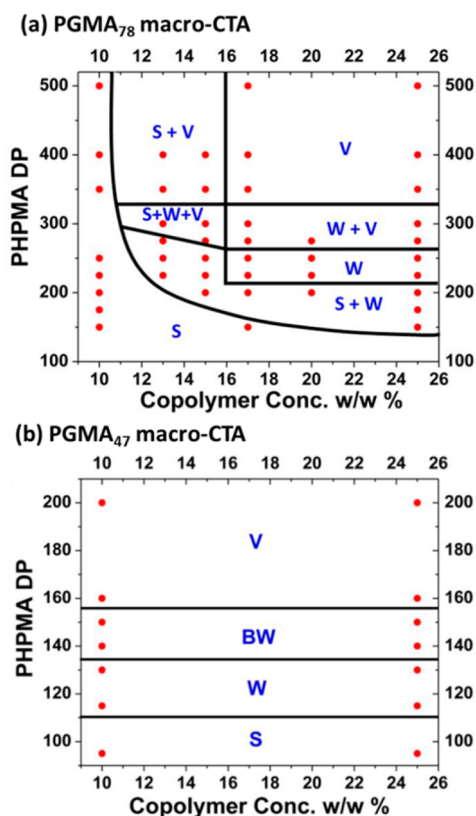 (a) PGMA78 macro-CTA
10 12 14 16 18 20 22 24 26
500 500
S + V
V
400 400
S+W+V
300 W + V 300
W
200 S + W 200
S
100 100
10 12 14 16 18 20 22 24 26
PHPMA DP
Copolymer Conc. w/w %
(b) PGMA47 macro-CTA
10 12 14 16 18 20 22 24 26
200 200
180 V 180
160 160
140 BW 140
120 W 120
100 S 100
10 12 14 16 18 20 22 24 26
PHPMA DP
Copolymer Conc. w/w %